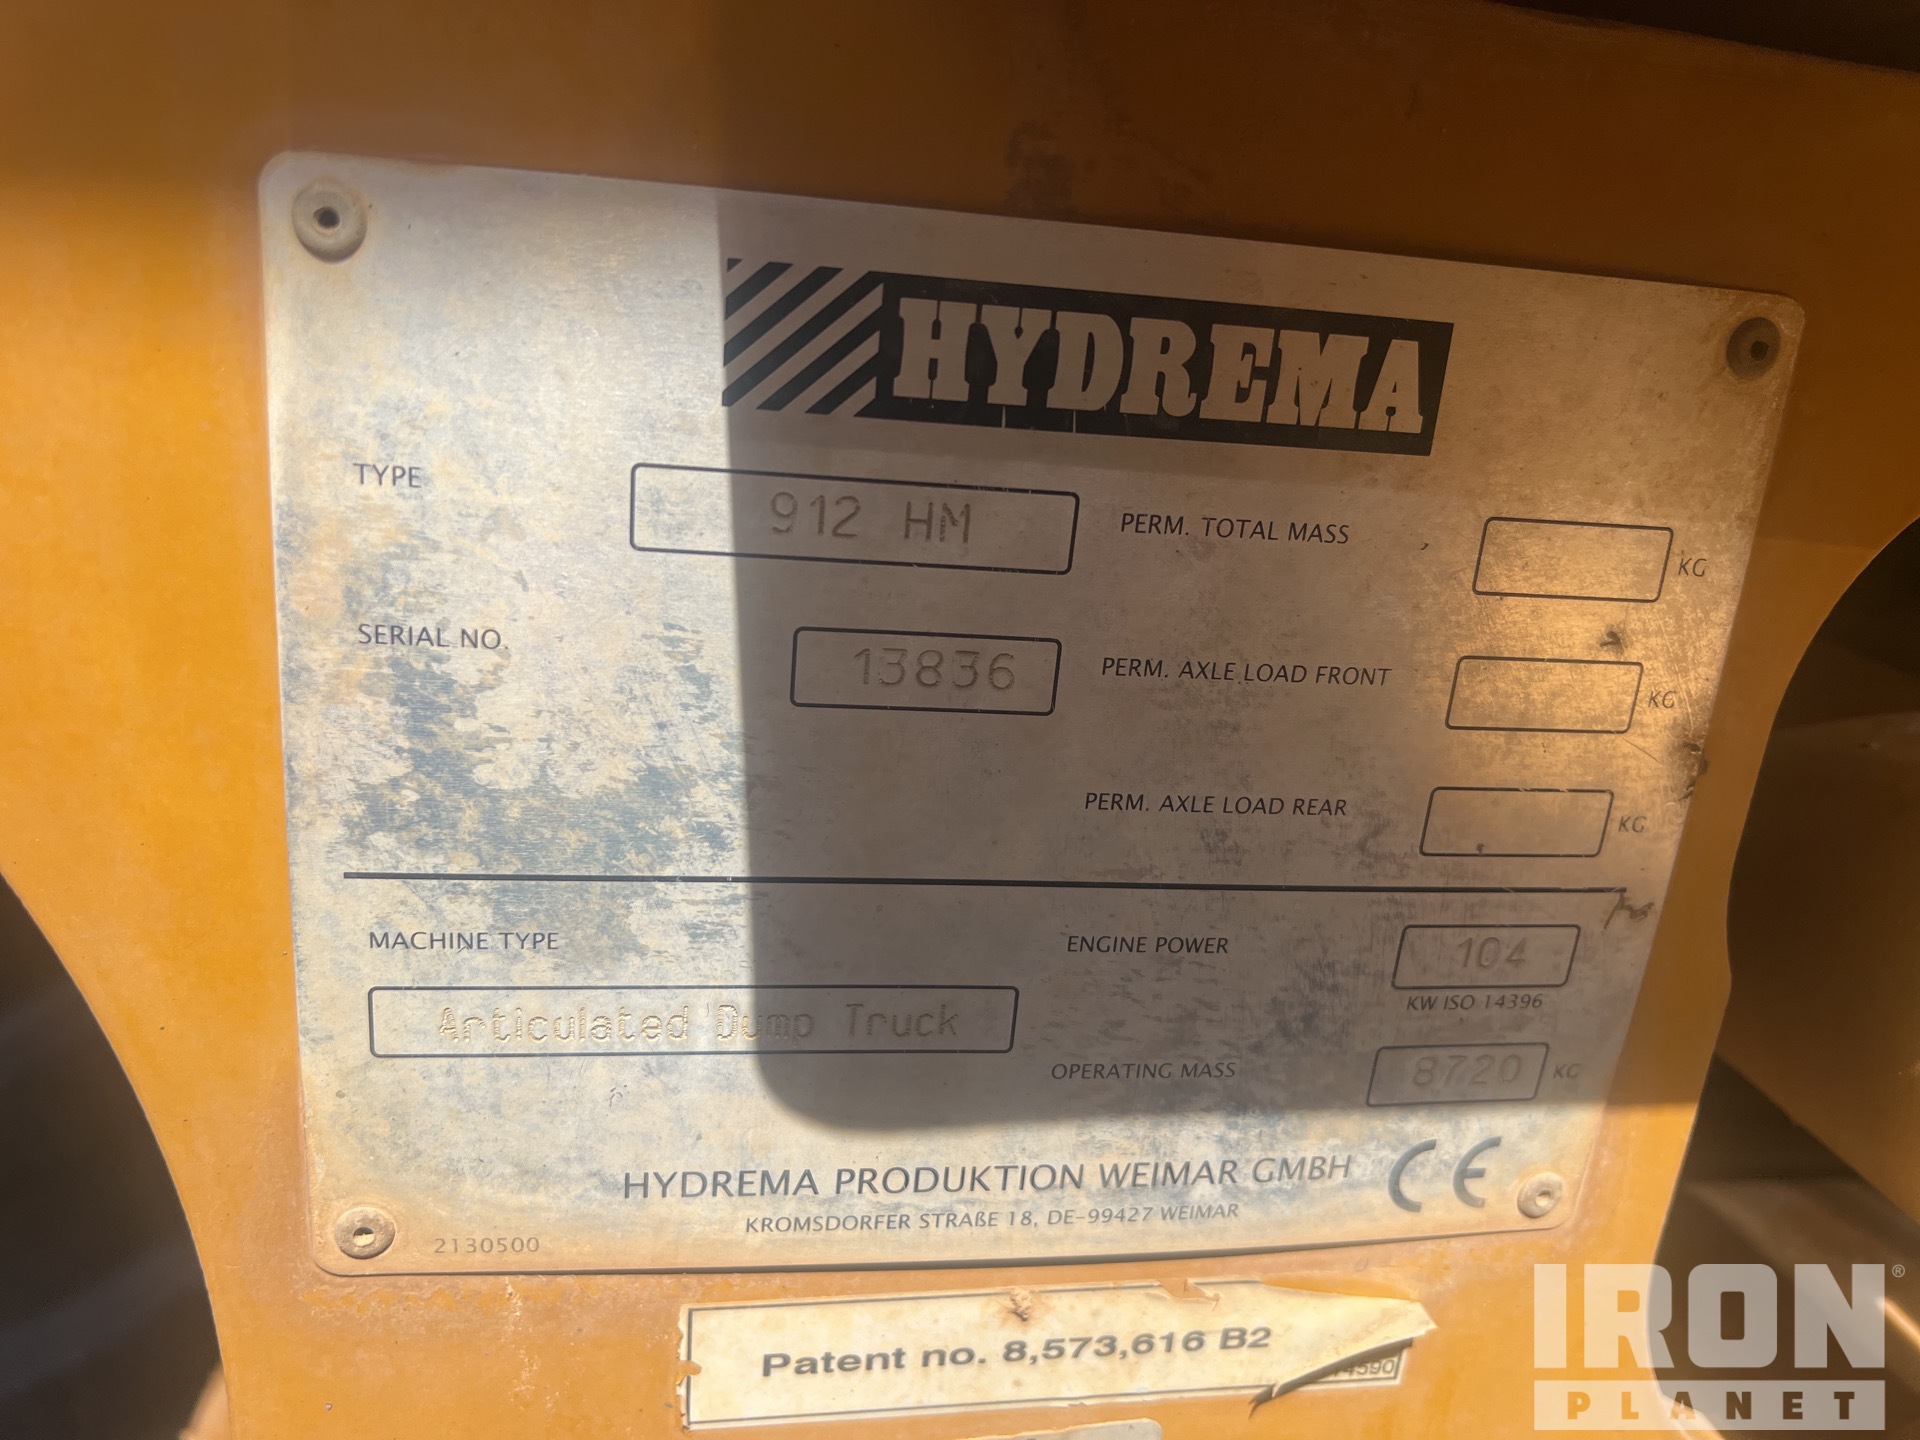 HYDREMA
TYPE 912 HM
PERM. TOTAL MASS KG
SERIAL NO. 13836
PERM. AXLE LOAD FRONT KG
PERM. AXLE LOAD REAR KG
MACHINE TYPE
Articulated Dump Truck
ENGINE POWER 104
KW ISO 14396
OPERATING MASS 8720 KG
HYDREMA PRODUKTION WEIMAR GMBH CE
KROMSDORFER STRAßE 18, DE-99427 WEIMAR
2130500
Patent no. 8,573,616 B2
IRON®
PLANET